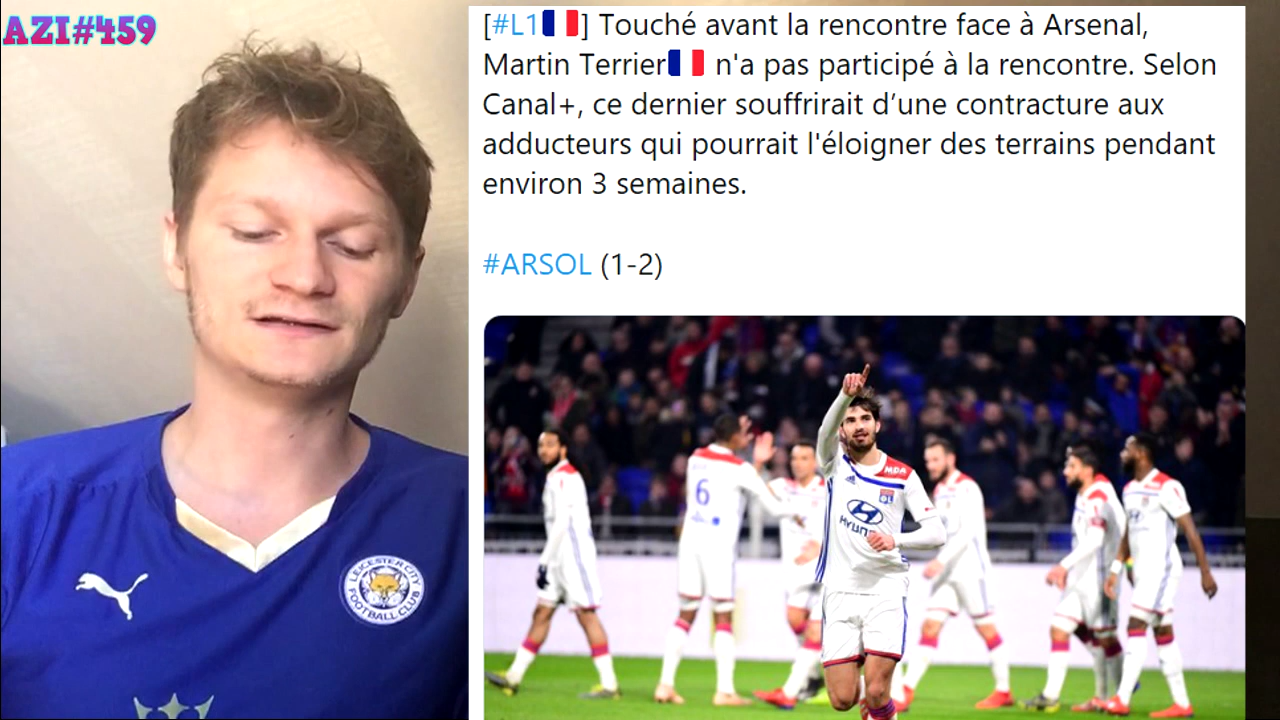 AZI#459
[#L1🇫🇷] Touché avant la rencontre face à Arsenal,
Martin Terrier🇫🇷 n'a pas participé à la rencontre. Selon
Canal+, ce dernier souffrirait d’une contracture aux
adducteurs qui pourrait l'éloigner des terrains pendant
environ 3 semaines.
#ARSOL (1-2)
LEICESTER CITY
FOOTBALL CLUB
6
MDA
OL
HYUN